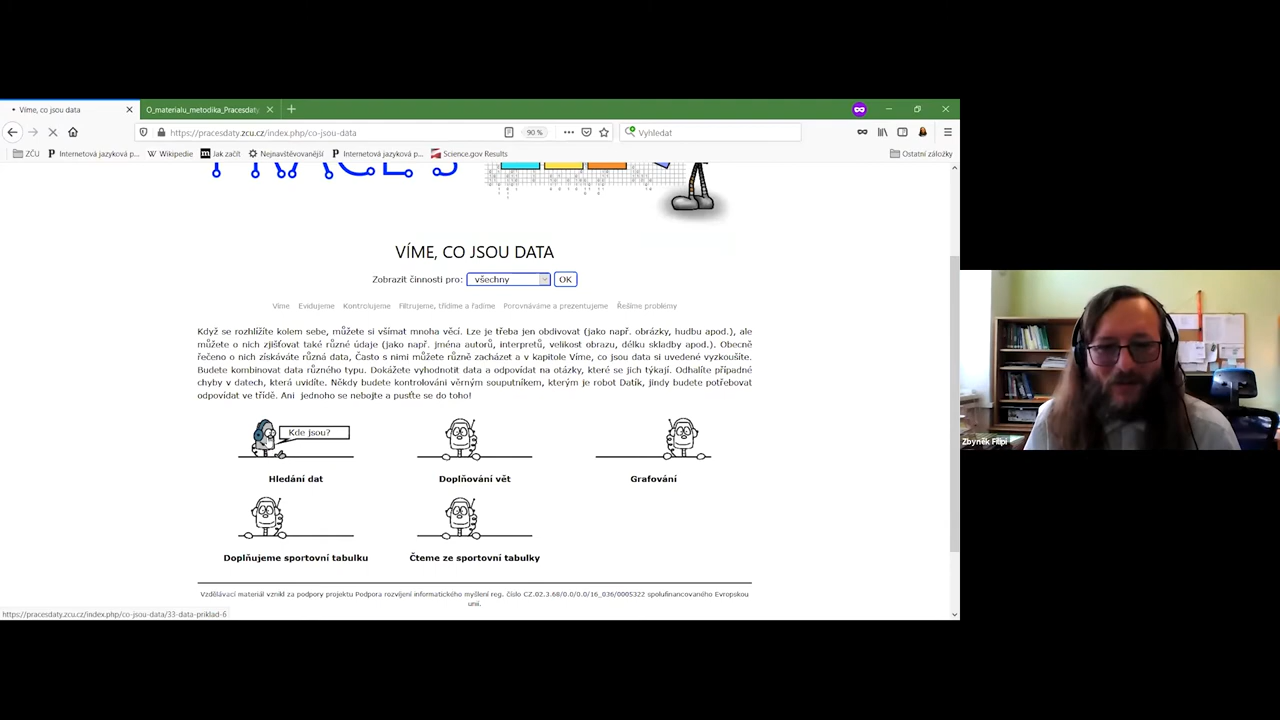 Víme, co jsou data
O_materialu_metodika_Pracesdaty
https://pracesdaty.zcu.cz/index.php/co-jsou-data
90 %
Vyhledat
ZČU
Internetová jazyková p…
Wikipedie
Jak začít
Nejnavštěvovanější
Internetová jazyková p…
Science.gov Results
Ostatní záložky
VÍME, CO JSOU DATA
Zobrazit činnosti pro: všechny OK
Víme Evidujeme Kontrolujeme Filtrujeme, třídíme a řadíme Porovnáváme a prezentujeme Řešíme problémy
Když se rozhlížíte kolem sebe, můžete si všímat mnoha věcí. Lze je třeba jen obdivovat (jako např. obrázky, hudbu apod.), ale
můžete o nich zjišťovat také různé údaje (jako např. jména autorů, interpretů, velikost obrazu, délku skladby apod.). Obecně
řečeno o nich získáváte různá data, Často s nimi můžete různě zacházet a v kapitole Víme, co jsou data si uvedené vyzkoušíte.
Budete kombinovat data různého typu. Dokážete vyhodnotit data a odpovídat na otázky, které se jich týkají. Odhalíte případné
chyby v datech, která uvidíte. Někdy budete kontrolováni věrným souputníkem, kterým je robot Datík, jindy budete potřebovat
odpovídat ve třídě. Ani jednoho se nebojte a pusťte se do toho!
Kde jsou?
Hledání dat
Doplňování vět
Grafování
Doplňujeme sportovní tabulku
Čteme ze sportovní tabulky
Vzdělávací materiál vznikl za podpory projektu Podpora rozvíjení informatického myšlení reg. číslo CZ.02.3.68/0.0/0.0/16_036/0005322 spolufinancovaného Evropskou
unií.
https://pracesdaty.zcu.cz/index.php/co-jsou-data/33-data-priklad-6
Zbyněk Filipi